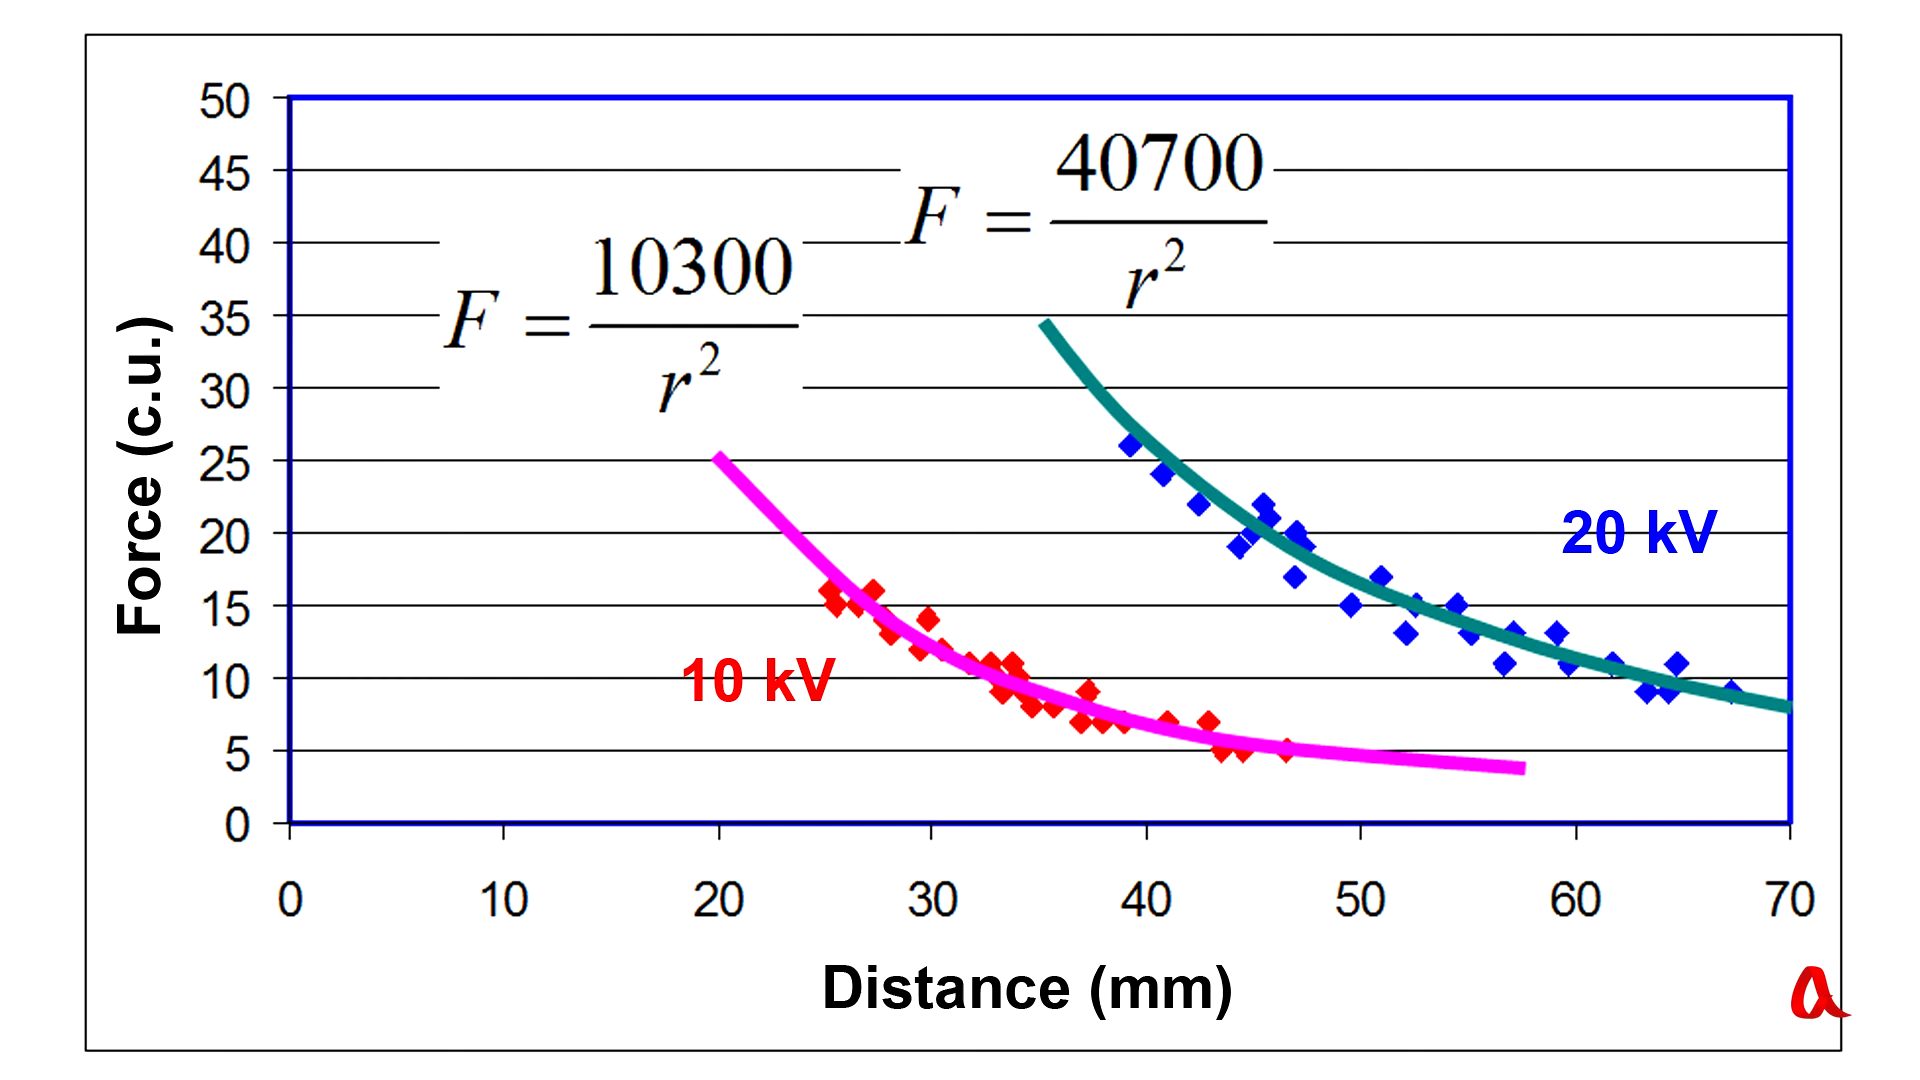 50
45
40
35
30
25
20
15
10
5
0
Force (c.u.)
F = 10300 / r²
F = 40700 / r²
10 kV
20 kV
0 10 20 30 40 50 60 70
Distance (mm)
a